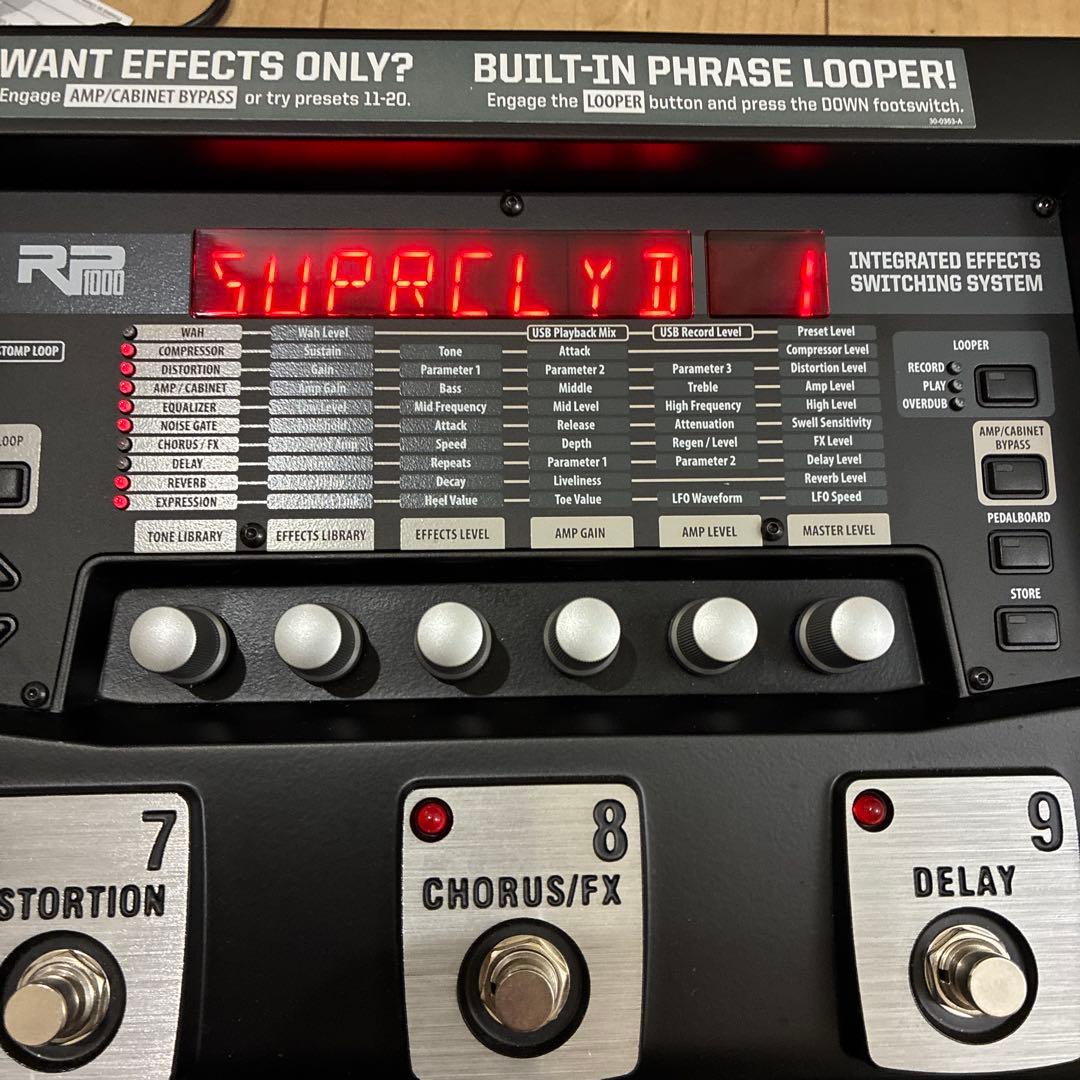 WANT EFFECTS ONLY?
Engage AMP/CABINET BYPASS or try presets 11-20.
BUILT-IN PHRASE LOOPER!
Engage the LOOPER button and press the DOWN footswitch.
30-0363-A
RP1000
SUPRCLYD 1
INTEGRATED EFFECTS
SWITCHING SYSTEM
STOMP LOOP
WAH Wah Level USB Playback Mix USB Record Level Preset Level
COMPRESSOR Sustain Tone Attack Compressor Level
DISTORTION Gain Parameter 1 Parameter 2 Parameter 3 Distortion Level
AMP / CABINET Amp Gain Bass Middle Treble Amp Level
EQUALIZER Low Level Mid Frequency Mid Level High Frequency High Level
NOISE GATE Threshold Attack Release Attenuation Swell Sensitivity
CHORUS / FX Speed Depth Regen / Level FX Level
DELAY Repeats Parameter 1 Parameter 2 Delay Level
REVERB Decay Liveliness Reverb Level
EXPRESSION Heel Value Toe Value LFO Waveform LFO Speed
TONE LIBRARY EFFECTS LIBRARY EFFECTS LEVEL AMP GAIN AMP LEVEL MASTER LEVEL
LOOPER
RECORD
PLAY
OVERDUB
LOOP
AMP/CABINET
BYPASS
PEDALBOARD
STORE
7
STORTION
8
CHORUS/FX
9
DELAY